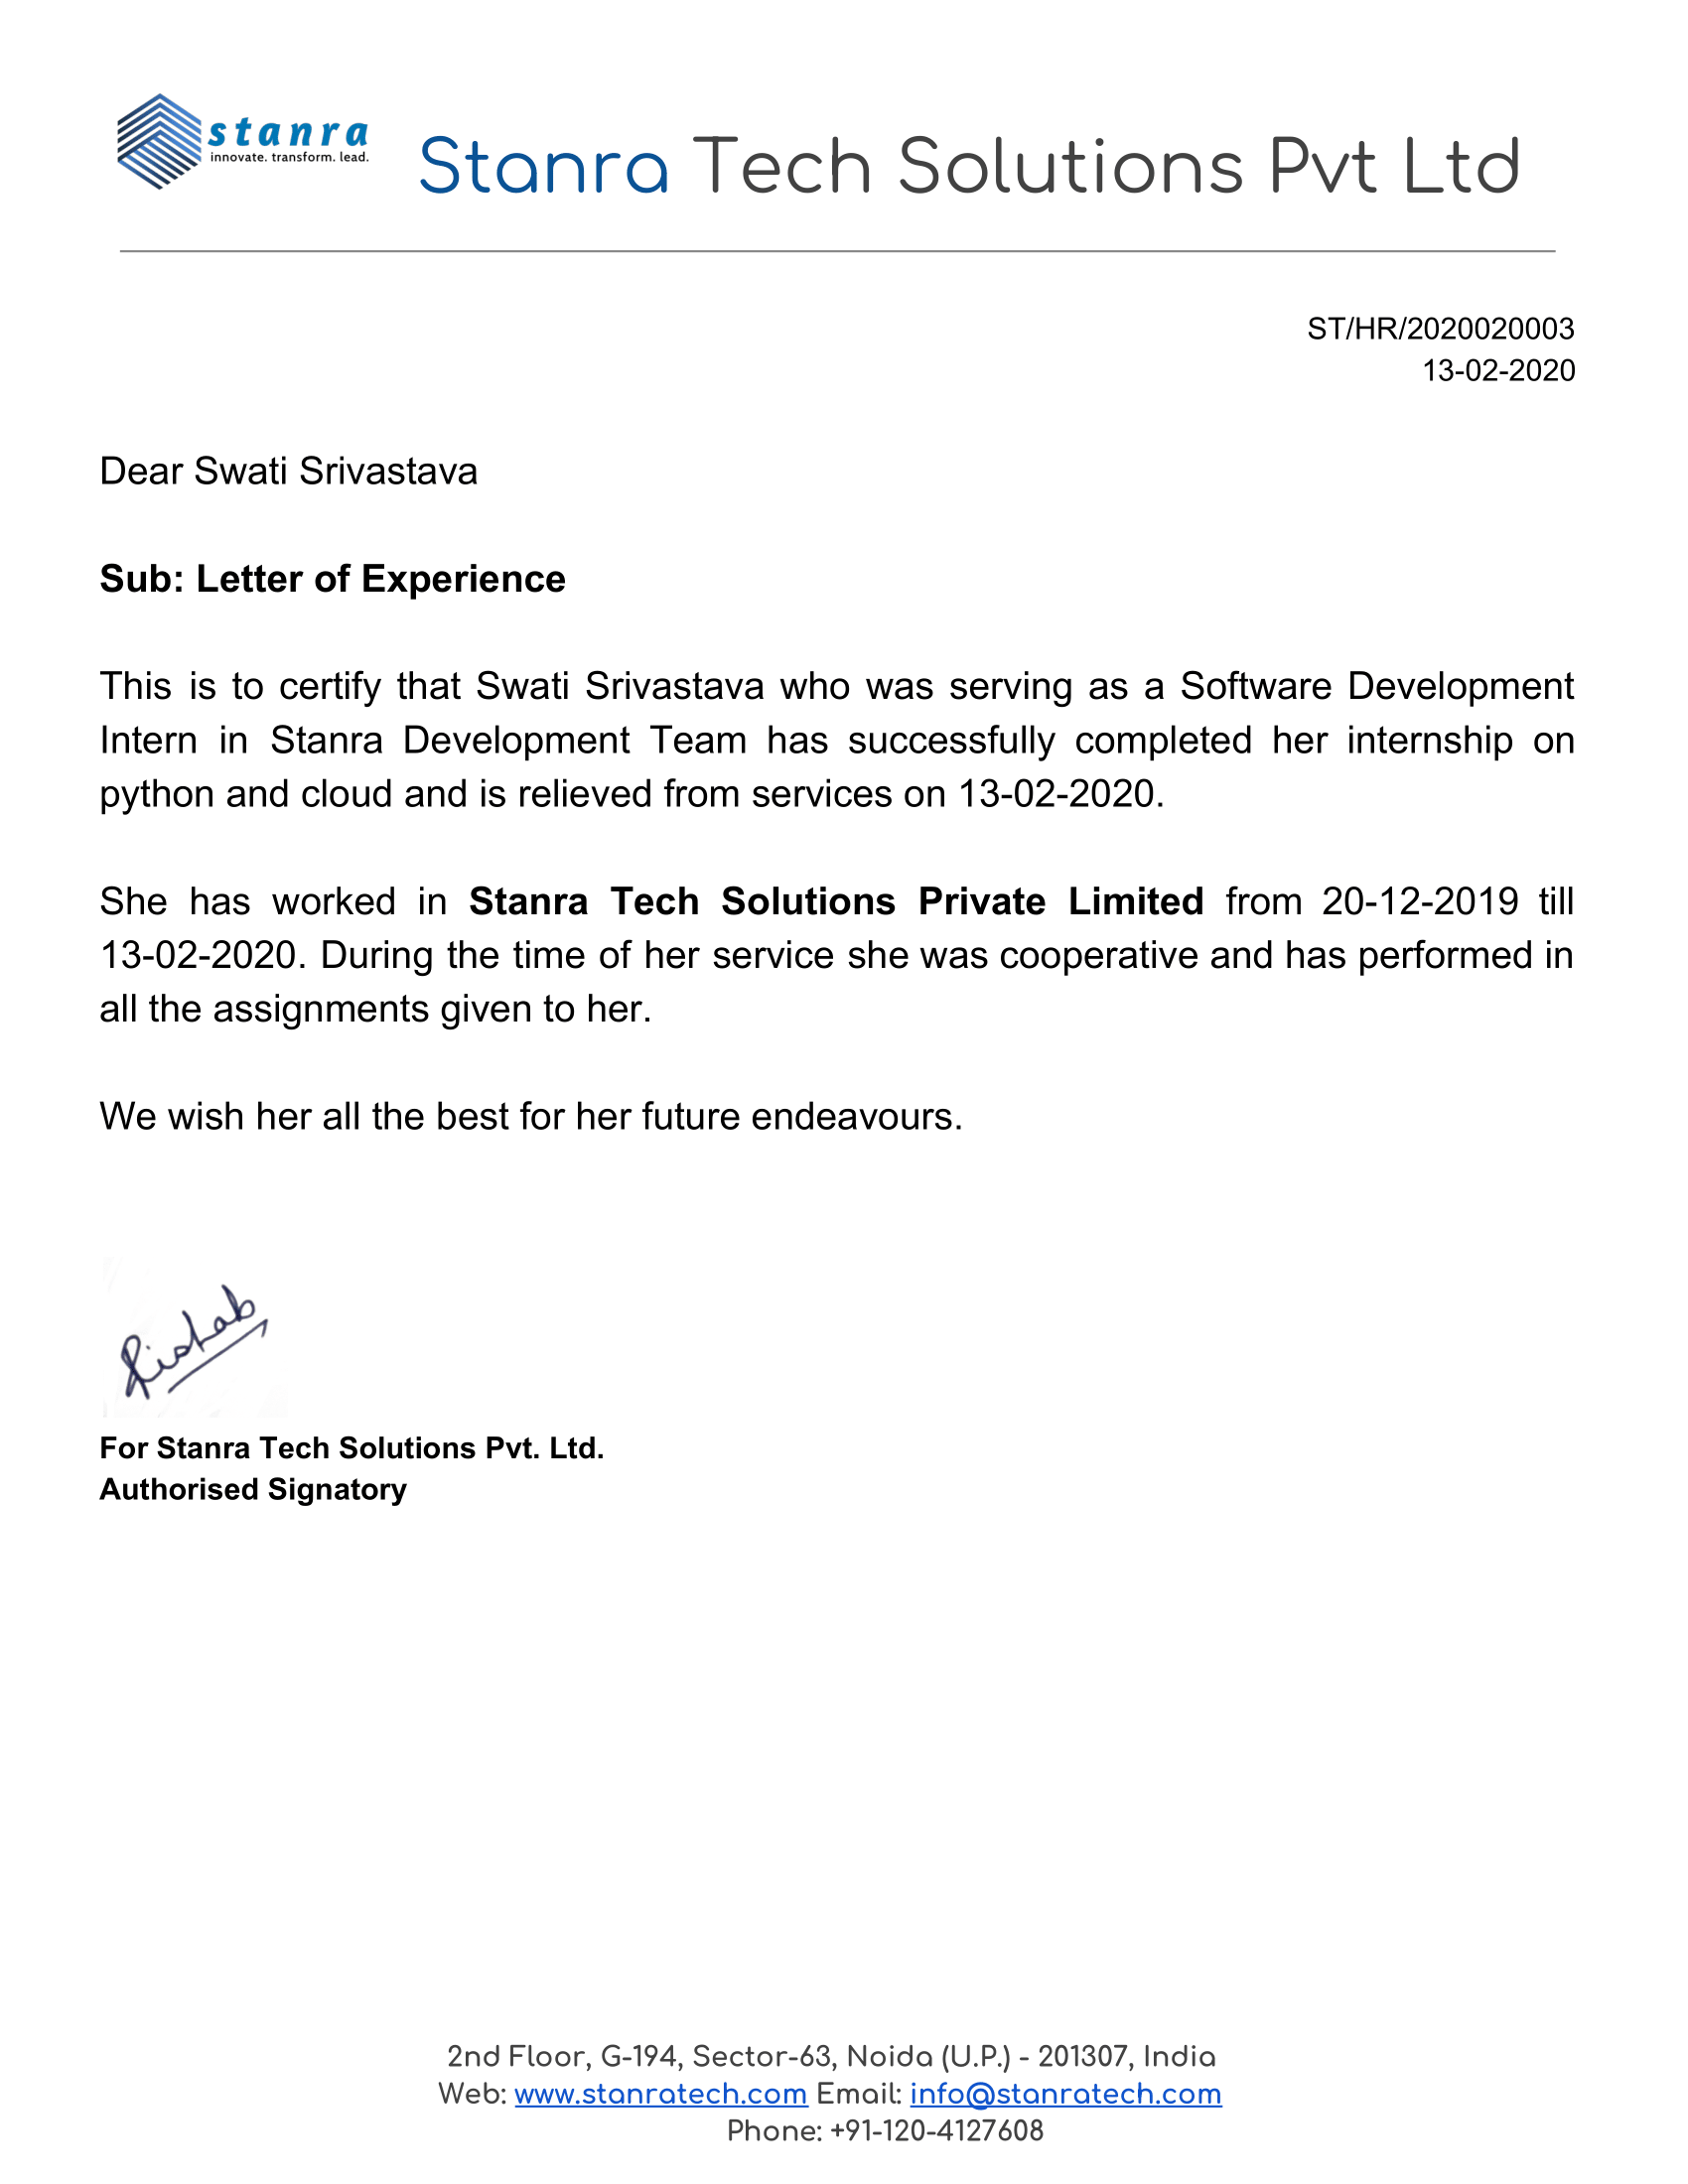 stanra
innovate. transform. lead.
Stanra Tech Solutions Pvt Ltd
ST/HR/2020020003
13-02-2020
Dear Swati Srivastava
Sub: Letter of Experience
This is to certify that Swati Srivastava who was serving as a Software Development
Intern in Stanra Development Team has successfully completed her internship on
python and cloud and is relieved from services on 13-02-2020.
She has worked in Stanra Tech Solutions Private Limited from 20-12-2019 till
13-02-2020. During the time of her service she was cooperative and has performed in
all the assignments given to her.
We wish her all the best for her future endeavours.
Rishab
For Stanra Tech Solutions Pvt. Ltd.
Authorised Signatory
2nd Floor, G-194, Sector-63, Noida (U.P.) - 201307, India
Web: www.stanratech.com Email: info@stanratech.com
Phone: +91-120-4127608